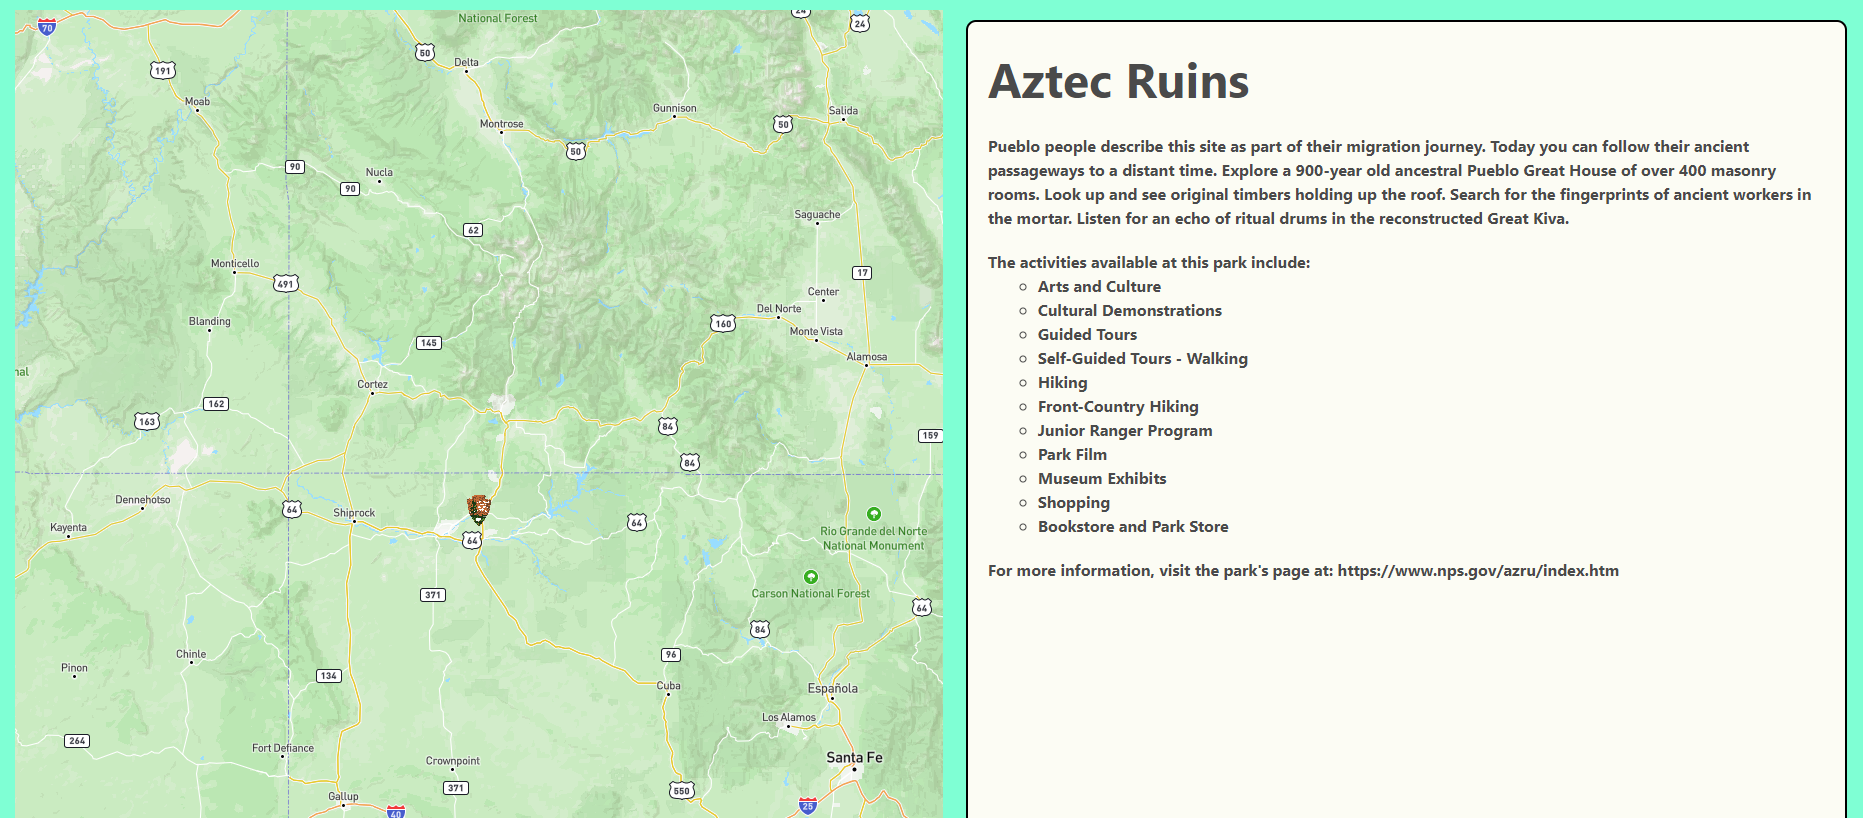 70
National Forest
24
24
50
Delta
191
Moab
Gunnison
Salida
Montrose
50
50
90
Nucla
90
Saguache
62
17
Monticello
491
Center
Del Norte
Blanding
160
Monte Vista
145
Alamosa
nal
Cortez
162
163
84
159
84
Dennehotso
64
Shiprock
64
Kayenta
Rio Grande del Norte
National Monument
64
Carson National Forest
371
64
84
Chinle
96
Pinon
134
Cuba
Española
Los Alamos
264
Fort Defiance
Crownpoint
Santa Fe
371
550
Gallup
25
40
Aztec Ruins
Pueblo people describe this site as part of their migration journey. Today you can follow their ancient
passageways to a distant time. Explore a 900-year old ancestral Pueblo Great House of over 400 masonry
rooms. Look up and see original timbers holding up the roof. Search for the fingerprints of ancient workers in
the mortar. Listen for an echo of ritual drums in the reconstructed Great Kiva.
The activities available at this park include:
Arts and Culture
Cultural Demonstrations
Guided Tours
Self-Guided Tours - Walking
Hiking
Front-Country Hiking
Junior Ranger Program
Park Film
Museum Exhibits
Shopping
Bookstore and Park Store
For more information, visit the park's page at: https://www.nps.gov/azru/index.htm